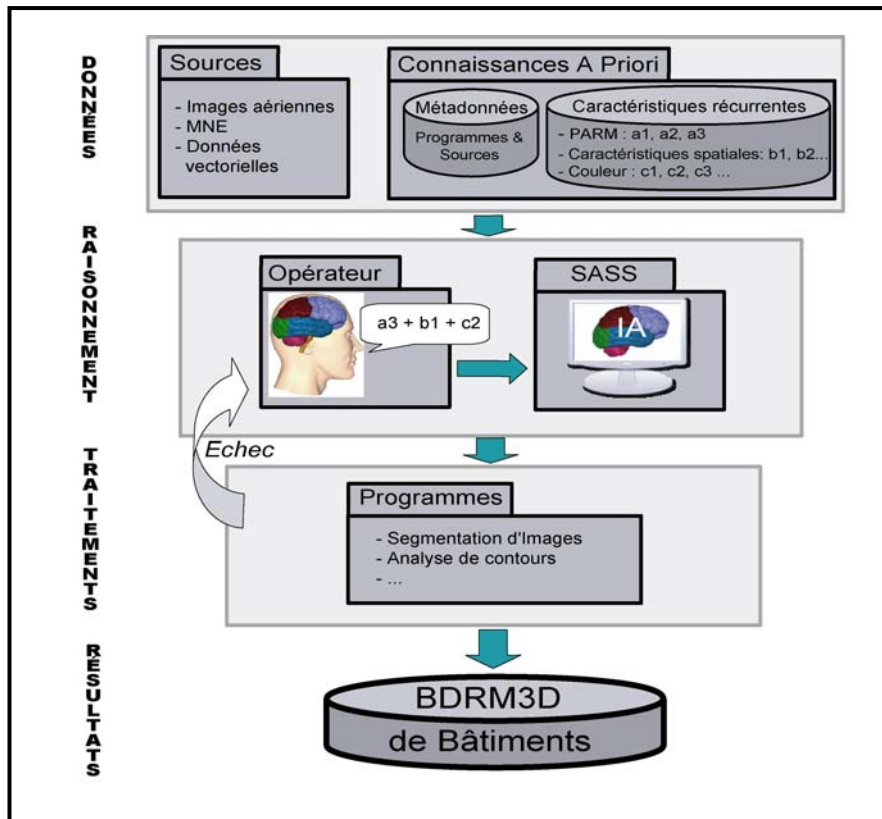 DONNÉES
Sources
- Images aériennes
- MNE
- Données
vectorielles
Connaissances A Priori
Métadonnées
Programmes &
Sources
Caractéristiques récurrentes
- PARM : a1, a2, a3
- Caractéristiques spatiales: b1, b2...
- Couleur : c1, c2, c3 ...
RAISONNEMENT
Opérateur
a3 + b1 + c2
SASS
IA
Echec
TRAITEMENTS
Programmes
- Segmentation d'Images
- Analyse de contours
- ...
RÉSULTATS
BDRM3D
de Bâtiments